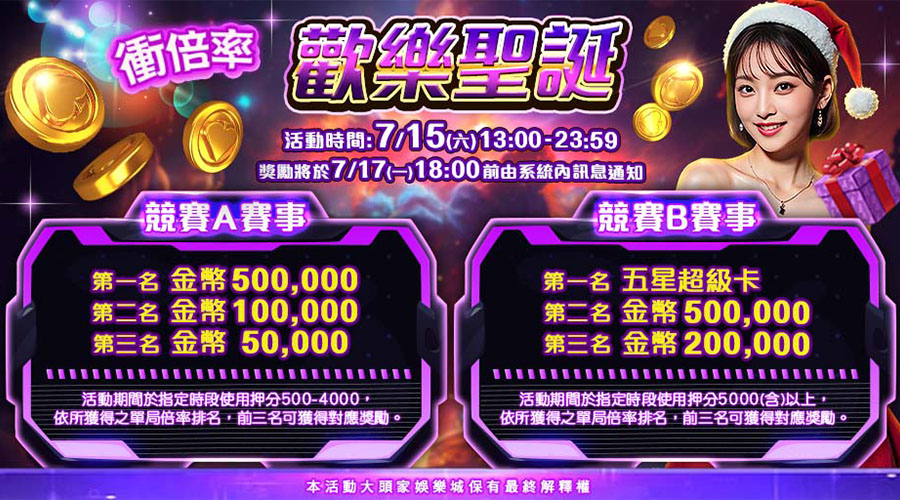 衝倍率
歡樂聖誕
活動時間:7/15(六)13:00-23:59
獎勵將於7/17(一)18:00前由系統內訊息通知
競賽A賽事
第一名 金幣500,000
第二名 金幣100,000
第三名 金幣 50,000
活動期間於指定時段使用押分500-4000，
依所獲得之單局倍率排名，前三名可獲得對應獎勵。
競賽B賽事
第一名 五星超級卡
第二名 金幣500,000
第三名 金幣200,000
活動期間於指定時段使用押分5000(含)以上，
依所獲得之單局倍率排名，前三名可獲得對應獎勵。
本活動大頭家娛樂城保有最終解釋權